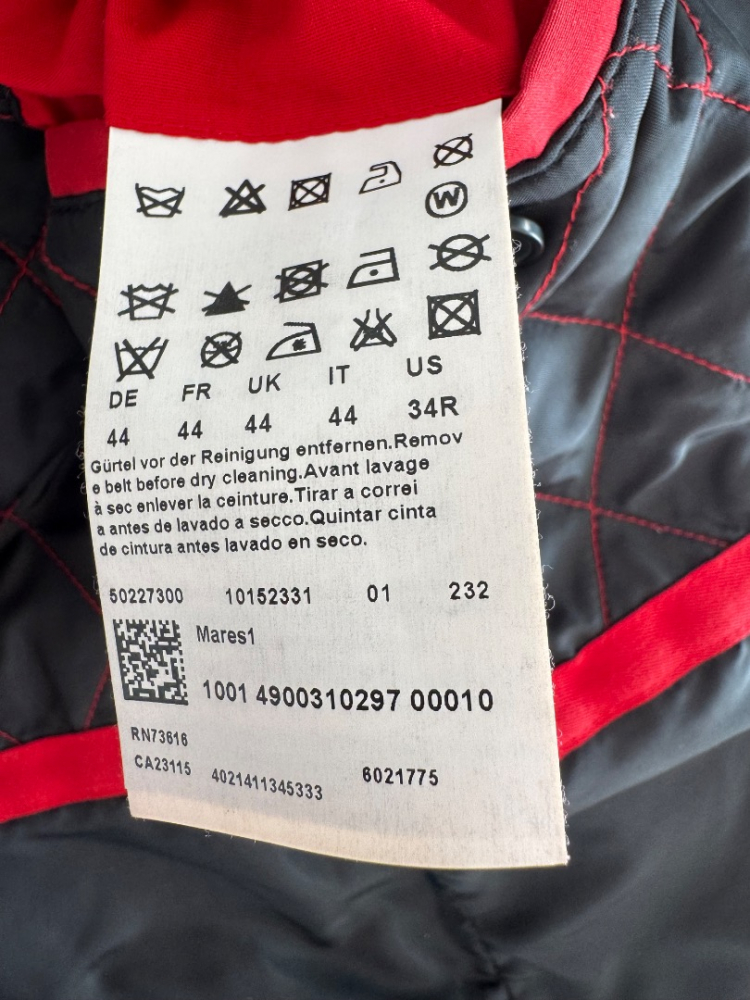 W
DE FR UK IT US
44 44 44 44 34R
Gürtel vor der Reinigung entfernen.Remov
e belt before dry cleaning.Avant lavage
à sec enlever la ceinture.Tirar a correi
a antes de lavado a secco.Quintar cinta
de cintura antes lavado en seco.
50227300 10152331 01 232
Mares1
1001 4900310297 00010
RN73616
CA23115 4021411345333 6021775